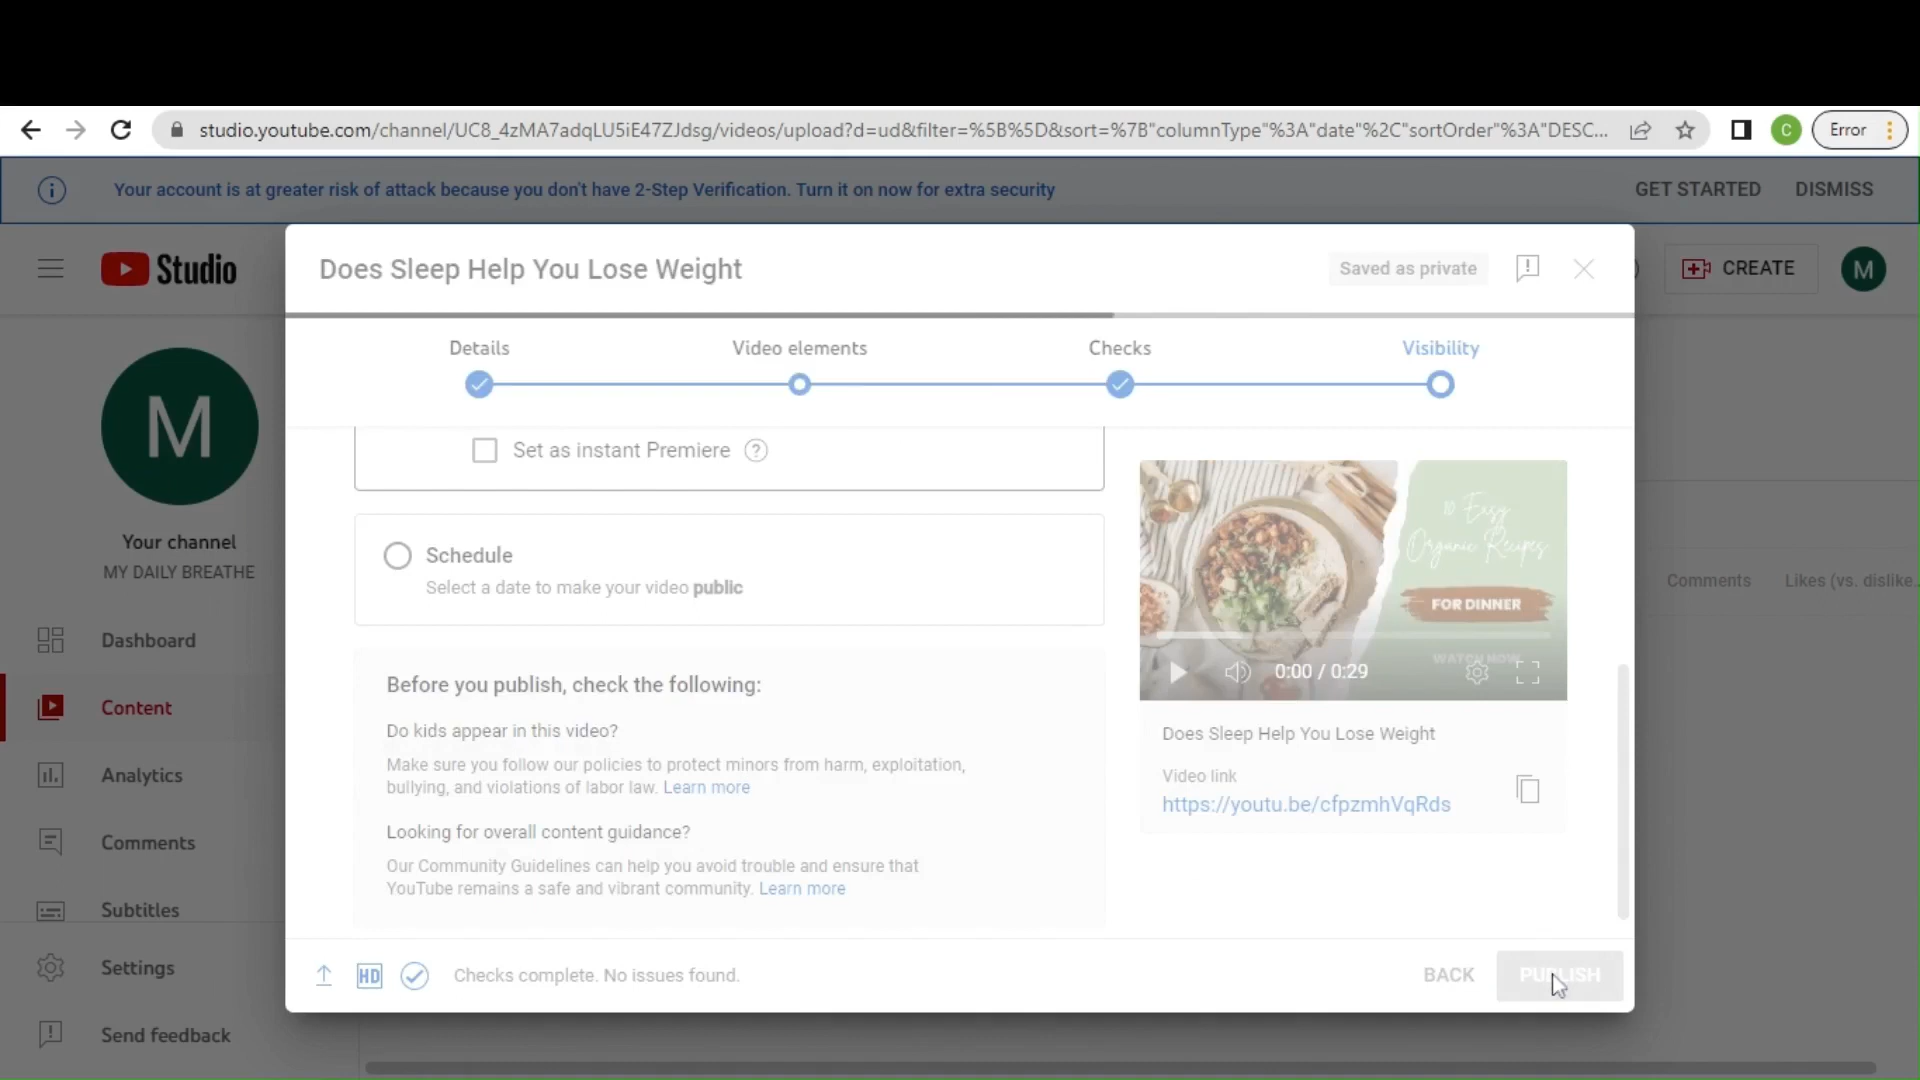 studio.youtube.com/channel/UC8_4zMA7adqLU5iE47ZJdsg/videos/upload?d=ud&filter=%5B%5D&sort=%7B"columnType"%3A"date"%2C"sortOrder"%3A"DESC...
C
Error
Your account is at greater risk of attack because you don't have 2-Step Verification. Turn it on now for extra security
GET STARTED
DISMISS
Studio
Does Sleep Help You Lose Weight
Saved as private
CREATE
M
Details
Video elements
Checks
Visibility
M
Your channel
MY DAILY BREATHE
Dashboard
Content
Analytics
Comments
Subtitles
Settings
Send feedback
Set as instant Premiere
Schedule
Select a date to make your video public
Before you publish, check the following:
Do kids appear in this video?
Make sure you follow our policies to protect minors from harm, exploitation,
bullying, and violations of labor law. Learn more
Looking for overall content guidance?
Our Community Guidelines can help you avoid trouble and ensure that
YouTube remains a safe and vibrant community. Learn more
10 Easy
Organic Recipes
FOR DINNER
WATCH NOW
0:00 / 0:29
Does Sleep Help You Lose Weight
Video link
https://youtu.be/cfpzmhVqRds
Comments
Likes (vs. dislike...
HD
Checks complete. No issues found.
BACK
PUBLISH